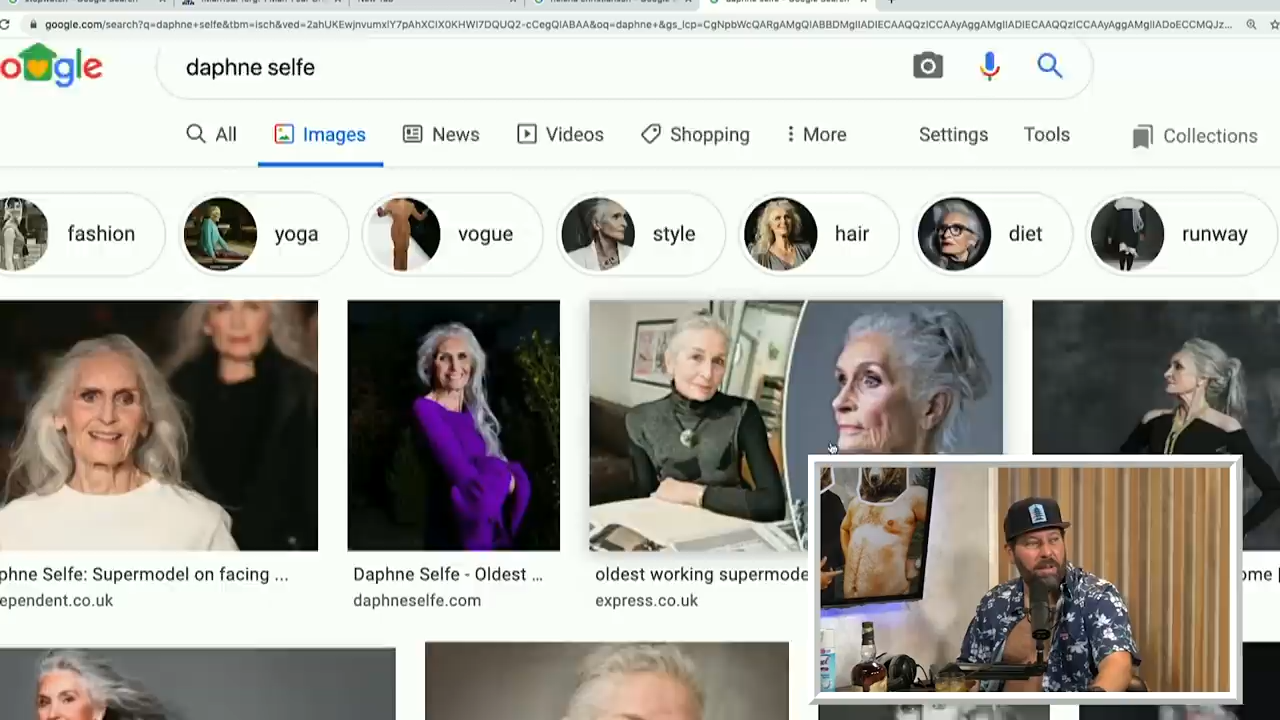 google.com/search?q=daphne+selfe&tbm=isch&ved=2ahUKEwjnvumxlY7pAhXCIX0KHWI7DQUQ2-cCegQIABAA&oq=daphne+&gs_lcp=
oogle
daphne selfe
All
Images
News
Videos
Shopping
More
Settings
Tools
Collections
fashion
yoga
vogue
style
hair
diet
runway
phne Selfe: Supermodel on facing ...
ependent.co.uk
Daphne Selfe - Oldest ...
daphneselfe.com
oldest working supermode
express.co.uk
ome